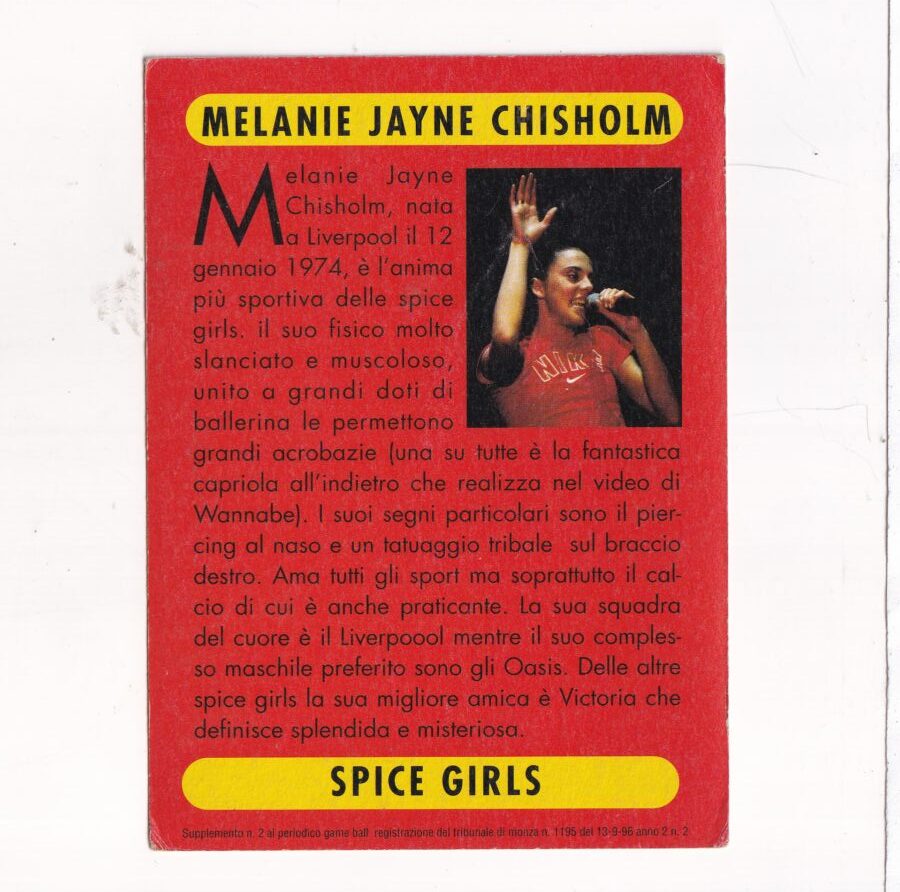 MELANIE JAYNE CHISHOLM
Melanie Jayne
Chisholm, nata
a Liverpool il 12
gennaio 1974, è l'anima
più sportiva delle spice
girls. il suo fisico molto
slanciato e muscoloso,
unito a grandi doti di
ballerina le permettono
grandi acrobazie (una su tutte è la fantastica
capriola all'indietro che realizza nel video di
Wannabe). I suoi segni particolari sono il pier-
cing al naso e un tatuaggio tribale sul braccio
destro. Ama tutti gli sport ma soprattutto il cal-
cio di cui è anche praticante. La sua squadra
del cuore è il Liverpoool mentre il suo comples-
so maschile preferito sono gli Oasis. Delle altre
spice girls la sua migliore amica è Victoria che
definisce splendida e misteriosa.
NIKE
SPICE GIRLS
Supplemento n. 2 al periodico game ball registrazione del tribunale di monza n. 1195 del 13-9-96 anno 2 n. 2